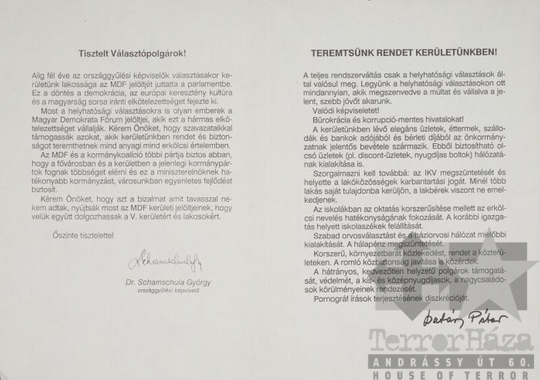 Tisztelt Választópolgárok!
Alig fél éve az országgyűlési képviselők választásakor ke-
rületünk lakossága az MDF jelöltjét juttatta a parlamentbe.
Ez a döntés a demokrácia, az európai keresztény kultúra
és a magyarság sorsa iránti elkötelezettségét fejezte ki.
Most a helyhatósági választásokra is olyan emberek a
Magyar Demokrata Fórum jelöltjei, akik ezt a hármas elkö-
telezettséget vállalják. Kérem Önöket, hogy szavazataikkal
támogassák azokat, akik kerületünkben rendet és bizton-
ságot teremthetnek mind anyagi mind erkölcsi értelemben.
Az MDF és a kormánykoalíció többi pártja biztos abban,
hogy a fővárosban és a kerületben a jelenlegi kormánypár-
tok fognak többséget elérni és ez a miniszterelnöknek ha-
tékonyabb kormányzást, városunkban egyenletes fejlődést
biztosít.
Kérem Önöket, hogy azt a bizalmat amit tavasszal ne-
kem adtak, nyújtsák most az MDF kerületi jelöltjeinek, hogy
velük együtt dolgozhassak a V. kerületért és lakosokért.
Őszinte tisztelettel
Dr. Schamschula György
országgyűlési képviselő
TEREMTSÜNK RENDET KERÜLETÜNKBEN!
A teljes rendszerváltás csak a helyhatósági választások ál-
tal valósul meg. Legyünk a helyhatósági választásokon ott
mindannyian, akik megszenvedve a múltat és vállalva a je-
lent, szebb jövőt akarunk.
Valódi képviseletet!
Bürokrácia és korrupció-mentes hivatalokat!
A kerületünkben lévő elegáns üzletek, éttermek, szállo-
dák és bankok adójából és bérleti díjából az önkormány-
zatnak jelentős bevétele származik. Ebből biztosítható ol-
csó üzletek (pl. discont-üzletek, nyugdíjas boltok) hálózatá-
nak kialakítása is.
Szorgalmazni kell továbbá: az IKV megszüntetését és
helyette a lakóközösségek karbantartási jogát. Minél több
lakás saját tulajdonba kerüljön, a lakbérek viszont ne emel-
kedjenek.
Az iskolákban az oktatás korszerűsítése mellett az erköl-
csi nevelés hatékonyságának fokozását. A korábbi igazga-
tás helyett iskolaszékek felállítását.
Szabad orvosválasztást és a háziorvosi hálózat mielőbbi
kialakítását. A hálapénz megszüntetését.
Korszerű, környezetbarát közlekedést, rendet a közterü-
leteken. A romló közbiztonság javítása is közérdek.
A hátrányos, kedvezőtlen helyzetű polgárok támogatá-
sát, védelmét, a kis és középnyugdíjasok, a nagycsaládo-
sok körülményeinek rendezését.
Pornográf írások terjesztésének diszkrécióját.
Péter
TerrorHáza
ANDRÁSSY ÚT 60.
HOUSE OF TERROR